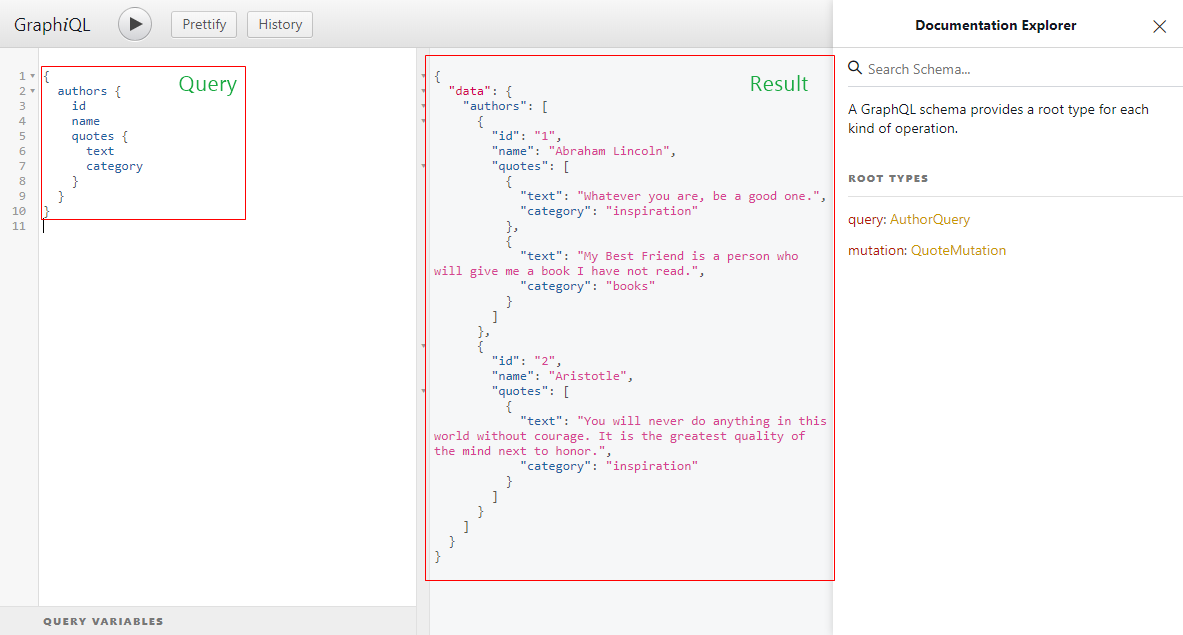 GraphiQL
Prettify
History
Query
1 {
2 authors {
3 id
4 name
5 quotes {
6 text
7 category
8 }
9 }
10 }
11
QUERY VARIABLES
Result
{
"data": {
"authors": [
{
"id": "1",
"name": "Abraham Lincoln",
"quotes": [
{
"text": "Whatever you are, be a good one.",
"category": "inspiration"
},
{
"text": "My Best Friend is a person who
will give me a book I have not read.",
"category": "books"
}
]
},
{
"id": "2",
"name": "Aristotle",
"quotes": [
{
"text": "You will never do anything in this
world without courage. It is the greatest quality of
the mind next to honor.",
"category": "inspiration"
}
]
}
]
}
}
Documentation Explorer
Search Schema...
A GraphQL schema provides a root type for each
kind of operation.
ROOT TYPES
query: AuthorQuery
mutation: QuoteMutation